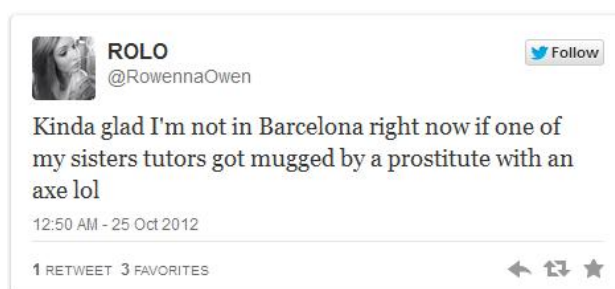 ROLO
Follow
@RowennaOwen
Kinda glad I'm not in Barcelona right now if one of
my sisters tutors got mugged by a prostitute with an
axe lol
12:50 AM - 25 Oct 2012
1 RETWEET 3 FAVORITES